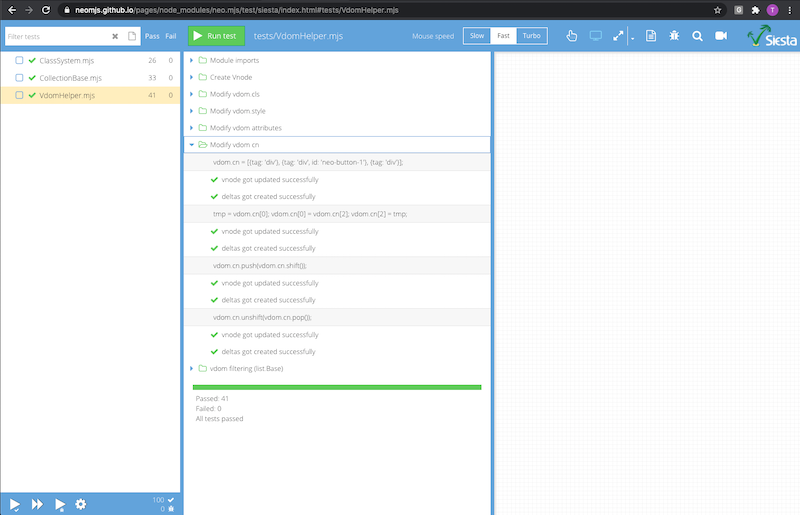 neomjs.github.io/pages/node_modules/neo.mjs/test/siesta/index.html#tests/VdomHelper.mjs
T
Filter tests
Pass Fail
Run test
tests/VdomHelper.mjs
Mouse speed
Slow Fast Turbo
Siesta
ClassSystem.mjs 26 0
CollectionBase.mjs 33 0
VdomHelper.mjs 41 0
Module imports
Create Vnode
Modify vdom.cls
Modify vdom.style
Modify vdom attributes
Modify vdom.cn
vdom.cn = [{tag: 'div'}, {tag: 'div', id: 'neo-button-1'}, {tag: 'div'}];
vnode got updated successfully
deltas got created successfully
tmp = vdom.cn[0]; vdom.cn[0] = vdom.cn[2]; vdom.cn[2] = tmp;
vnode got updated successfully
deltas got created successfully
vdom.cn.push(vdom.cn.shift());
vnode got updated successfully
deltas got created successfully
vdom.cn.unshift(vdom.cn.pop());
vnode got updated successfully
deltas got created successfully
vdom filtering (list.Base)
Passed: 41
Failed: 0
All tests passed
100
0